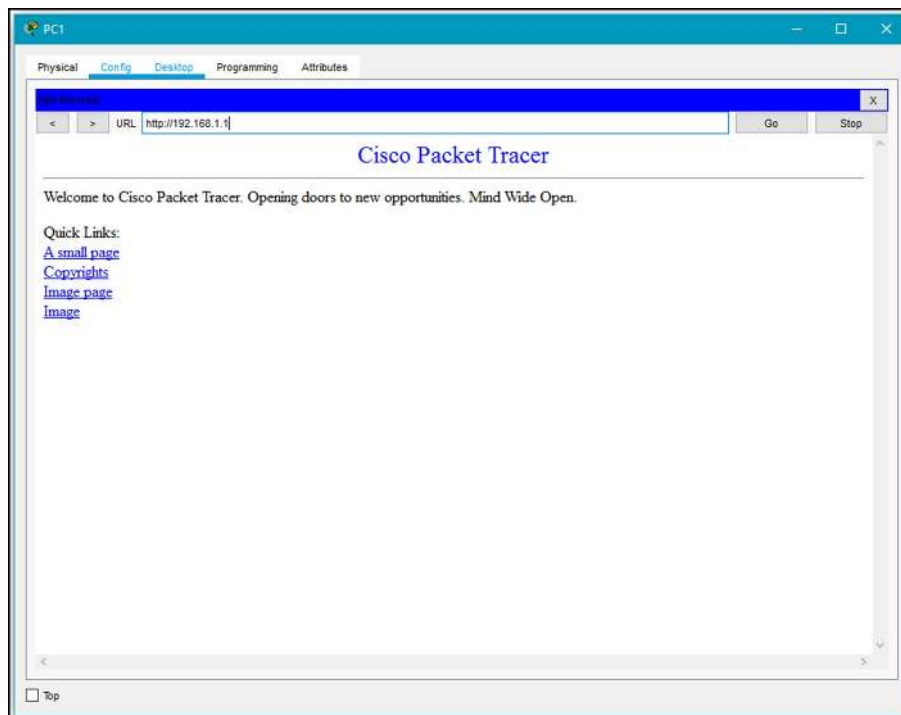 PC1
Physical Config Desktop Programming Attributes
X
< > URL http://192.168.1.1 Go Stop
Cisco Packet Tracer
Welcome to Cisco Packet Tracer. Opening doors to new opportunities. Mind Wide Open.
Quick Links:
A small page
Copyrights
Image page
Image
Top